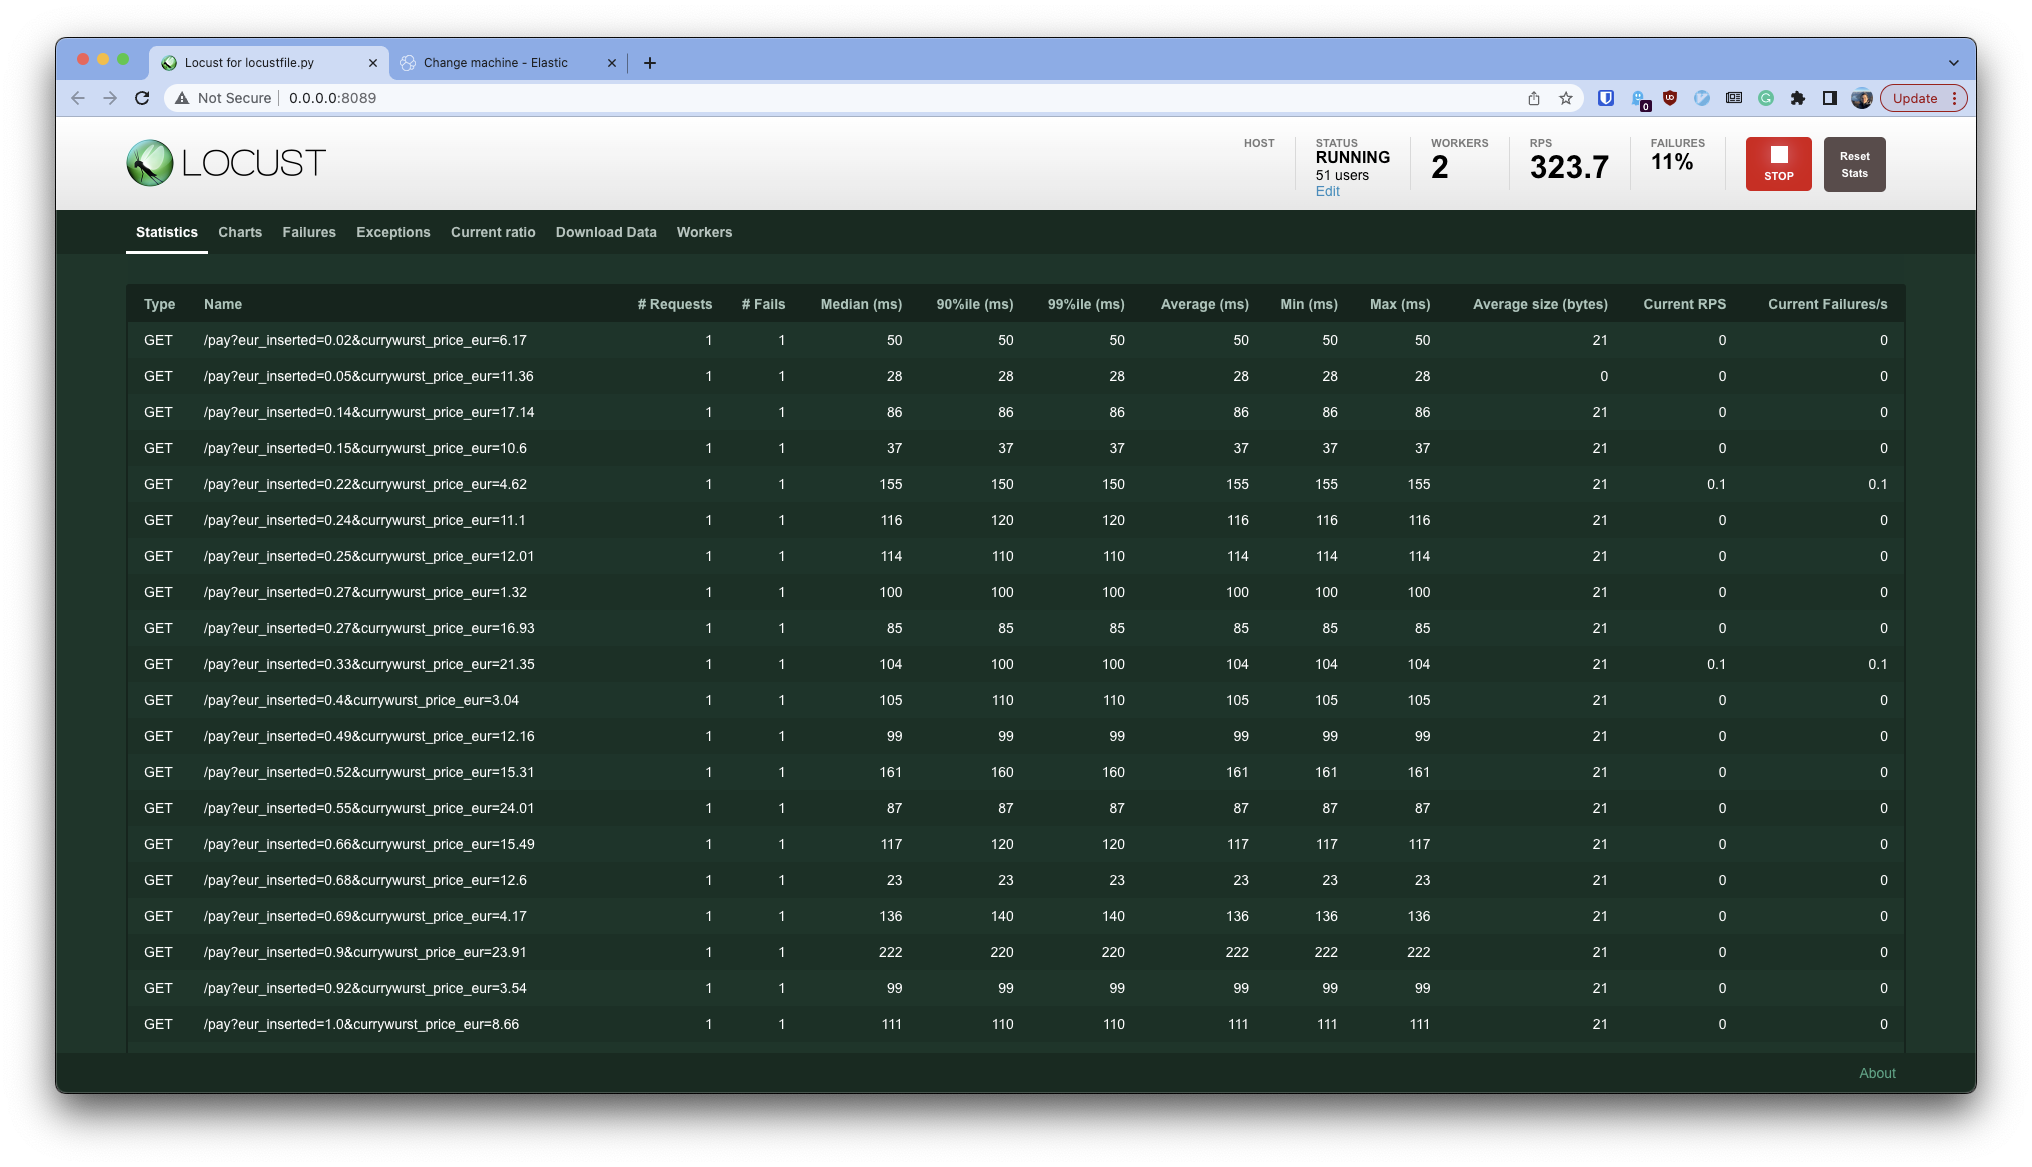 Locust for locustfile.py
Change machine - Elastic
Not Secure | 0.0.0.0:8089
0
Update
LOCUST
HOST
STATUS
RUNNING
51 users
Edit
WORKERS
2
RPS
323.7
FAILURES
11%
STOP
Reset
Stats
Statistics Charts Failures Exceptions Current ratio Download Data Workers
Type Name # Requests # Fails Median (ms) 90%ile (ms) 99%ile (ms) Average (ms) Min (ms) Max (ms) Average size (bytes) Current RPS Current Failures/s
GET /pay?eur_inserted=0.02&currywurst_price_eur=6.17 1 1 50 50 50 50 50 50 21 0 0
GET /pay?eur_inserted=0.05&currywurst_price_eur=11.36 1 1 28 28 28 28 28 28 0 0 0
GET /pay?eur_inserted=0.14&currywurst_price_eur=17.14 1 1 86 86 86 86 86 86 21 0 0
GET /pay?eur_inserted=0.15&currywurst_price_eur=10.6 1 1 37 37 37 37 37 37 21 0 0
GET /pay?eur_inserted=0.22&currywurst_price_eur=4.62 1 1 155 150 150 155 155 155 21 0.1 0.1
GET /pay?eur_inserted=0.24&currywurst_price_eur=11.1 1 1 116 120 120 116 116 116 21 0 0
GET /pay?eur_inserted=0.25&currywurst_price_eur=12.01 1 1 114 110 110 114 114 114 21 0 0
GET /pay?eur_inserted=0.27&currywurst_price_eur=1.32 1 1 100 100 100 100 100 100 21 0 0
GET /pay?eur_inserted=0.27&currywurst_price_eur=16.93 1 1 85 85 85 85 85 85 21 0 0
GET /pay?eur_inserted=0.33&currywurst_price_eur=21.35 1 1 104 100 100 104 104 104 21 0.1 0.1
GET /pay?eur_inserted=0.4&currywurst_price_eur=3.04 1 1 105 110 110 105 105 105 21 0 0
GET /pay?eur_inserted=0.49&currywurst_price_eur=12.16 1 1 99 99 99 99 99 99 21 0 0
GET /pay?eur_inserted=0.52&currywurst_price_eur=15.31 1 1 161 160 160 161 161 161 21 0 0
GET /pay?eur_inserted=0.55&currywurst_price_eur=24.01 1 1 87 87 87 87 87 87 21 0 0
GET /pay?eur_inserted=0.66&currywurst_price_eur=15.49 1 1 117 120 120 117 117 117 21 0 0
GET /pay?eur_inserted=0.68&currywurst_price_eur=12.6 1 1 23 23 23 23 23 23 21 0 0
GET /pay?eur_inserted=0.69&currywurst_price_eur=4.17 1 1 136 140 140 136 136 136 21 0 0
GET /pay?eur_inserted=0.9&currywurst_price_eur=23.91 1 1 222 220 220 222 222 222 21 0 0
GET /pay?eur_inserted=0.92&currywurst_price_eur=3.54 1 1 99 99 99 99 99 99 21 0 0
GET /pay?eur_inserted=1.0&currywurst_price_eur=8.66 1 1 111 110 110 111 111 111 21 0 0
About